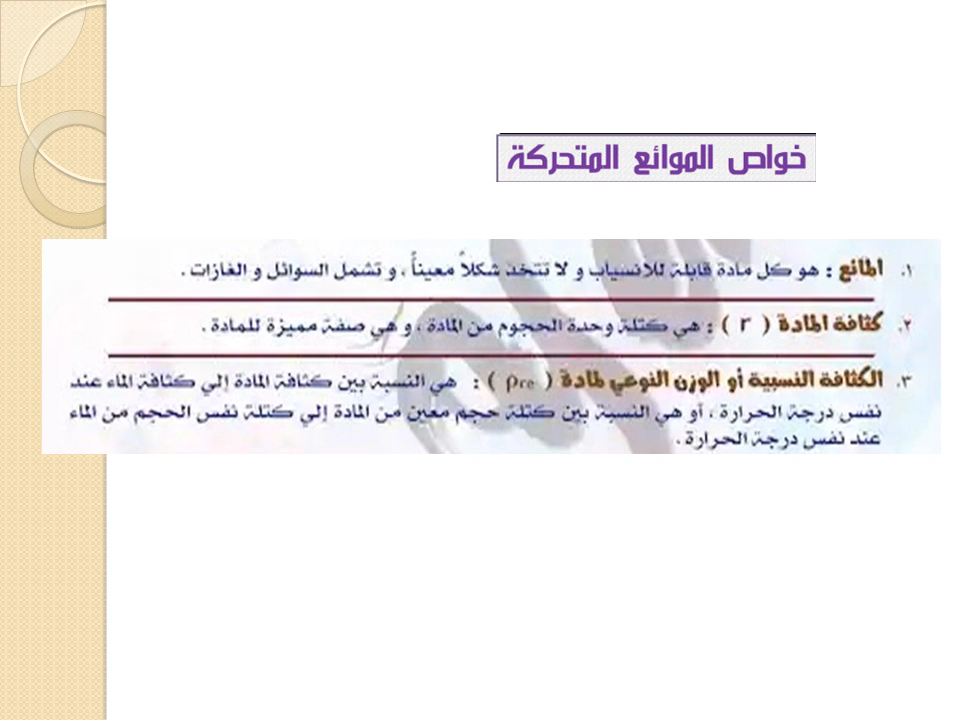 خواص الموائع المتحركة
١. المائع : هو كل مادة قابلة للانسياب و لا تتخذ شكلاً معيناً ، و تشمل السوائل و الغازات .
٢. كثافة المادة ( r ) : هي كتلة وحدة الحجوم من المادة ، و هي صفة مميزة للمادة .
٣. الكثافة النسبية أو الوزن النوعي لمادة ( ρre ) : هي النسبة بين كثافة المادة إلي كثافة الماء عند
نفس درجة الحرارة ، أو هي النسبة بين كتلة حجم معين من المادة إلي كتلة نفس الحجم من الماء
عند نفس درجة الحرارة .